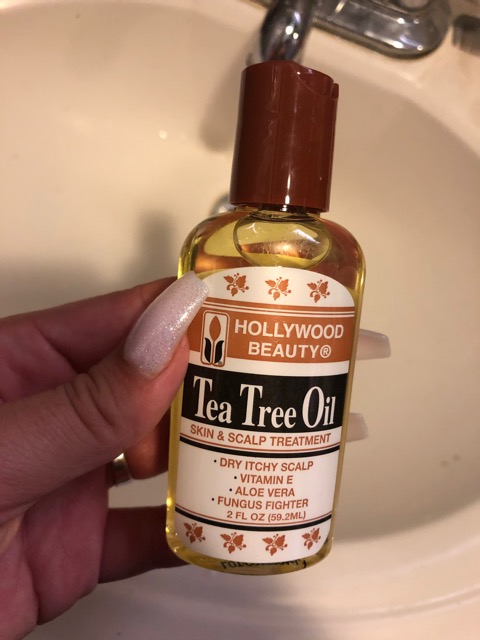 HOLLYWOOD
BEAUTY®
Tea Tree Oil
SKIN & SCALP TREATMENT
• DRY ITCHY SCALP
• VITAMIN E
• ALOE VERA
• FUNGUS FIGHTER
2 FL OZ (59.2ML)